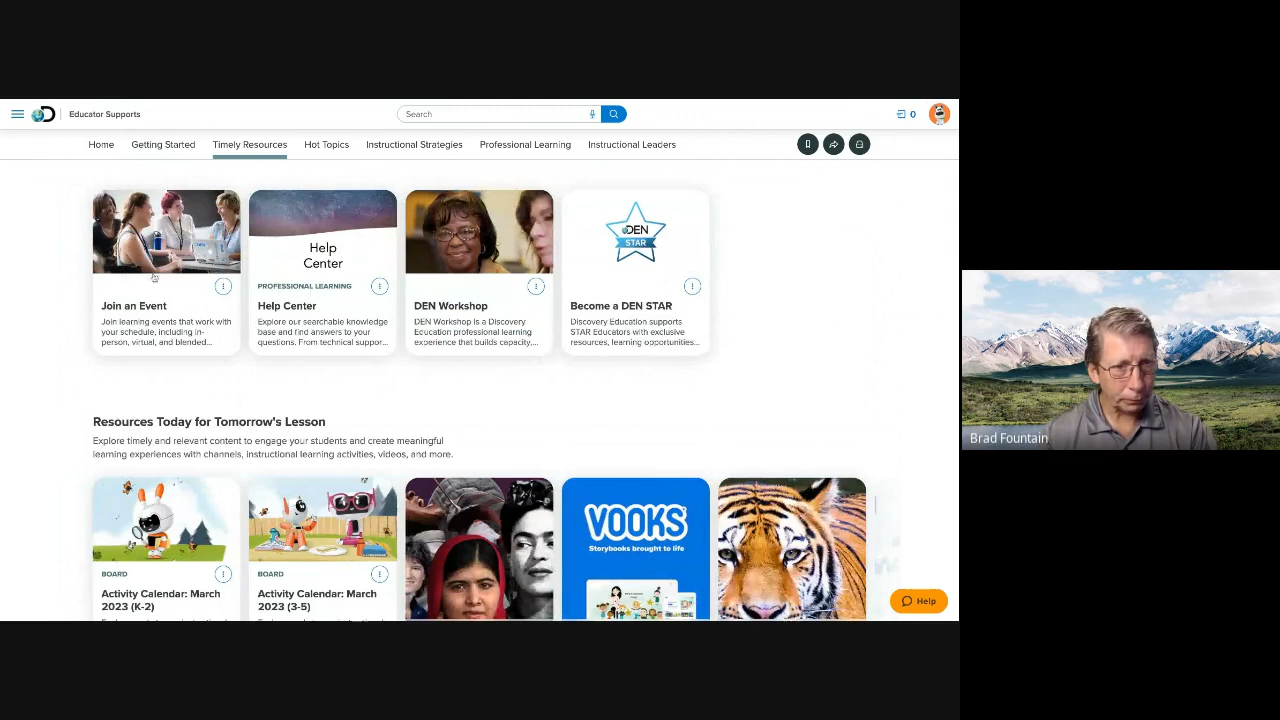 Educator Supports
Search
0
Home
Getting Started
Timely Resources
Hot Topics
Instructional Strategies
Professional Learning
Instructional Leaders
Help
Center
DEN
STAR
PROFESSIONAL LEARNING
Join an Event
Help Center
DEN Workshop
Become a DEN STAR
Join learning events that work with
your schedule, including in-
person, virtual, and blended...
Explore our searchable knowledge
base and find answers to your
questions. From technical suppor...
DEN Workshop is a Discovery
Education professional learning
experience that builds capacity,...
Discovery Education supports
STAR Educators with exclusive
resources, learning opportunities...
Brad Fountain
Resources Today for Tomorrow's Lesson
Explore timely and relevant content to engage your students and create meaningful
learning experiences with channels, instructional learning activities, videos, and more.
VOOKS
Storybooks brought to life
BOARD
Activity Calendar: March
2023 (K-2)
BOARD
Activity Calendar: March
2023 (3-5)
Help